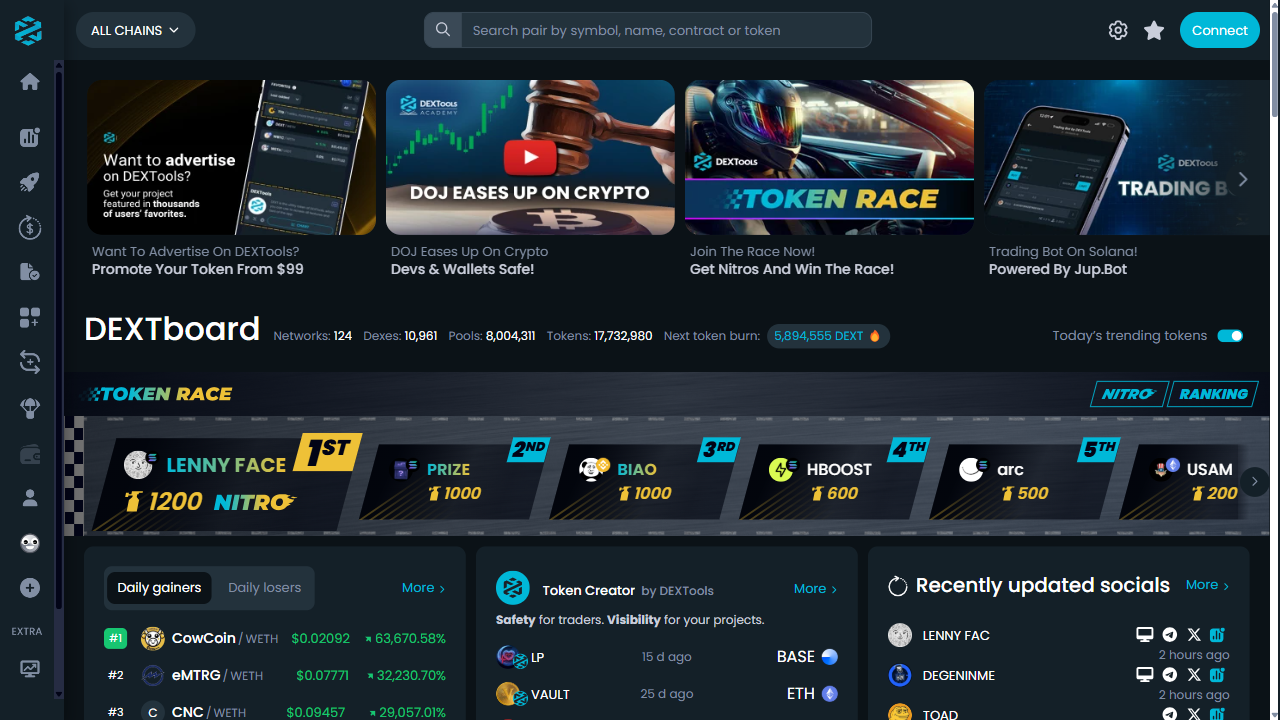 ALL CHAINS
Search pair by symbol, name, contract or token
Connect
Want to advertise
on DEXTools?
Get your project
featured in thousands
of users' favorites.
DEXTools
ACADEMY
DOJ EASES UP ON CRYPTO
DEXTools
TOKEN RACE
DEXTools
TRADING B
Want To Advertise On DEXTools?
Promote Your Token From $99
DOJ Eases Up On Crypto
Devs & Wallets Safe!
Join The Race Now!
Get Nitros And Win The Race!
Trading Bot On Solana!
Powered By Jup.Bot
DEXTboard
Networks: 124
Dexes: 10,961
Pools: 8,004,311
Tokens: 17,732,980
Next token burn:
5,894,555 DEXT
Today's trending tokens
TOKEN RACE
NITRO
RANKING
1ST
LENNY FACE
1200 NITRO
2ND
PRIZE
1000
3RD
BIAO
1000
4TH
HBOOST
600
5TH
arc
500
USAM
200
Daily gainers
Daily losers
More
#1 CowCoin / WETH $0.02092 63,670.58%
#2 eMTRG / WETH $0.07771 32,230.70%
#3 C CNC / WETH $0.09457 29,057.01%
Token Creator by DEXTools
More
Safety for traders. Visibility for your projects.
LP 15 d ago BASE
VAULT 25 d ago ETH
Recently updated socials
More
LENNY FAC
2 hours ago
DEGENINME
2 hours ago
TOAD
EXTRA